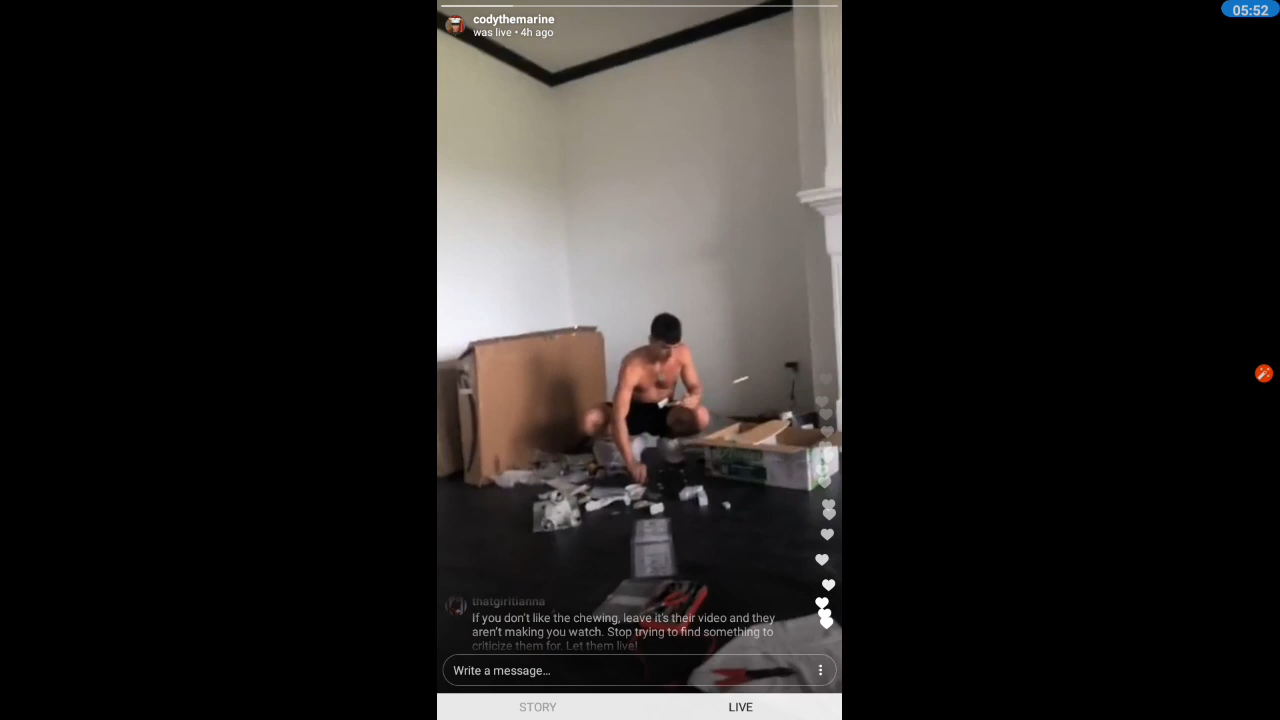 05:52
codythemarine
was live • 4h ago
thatgirltianna
If you don't like the chewing, leave it's their video and they
aren't making you watch. Stop trying to find something to
criticize them for. Let them live!
Write a message...
STORY
LIVE